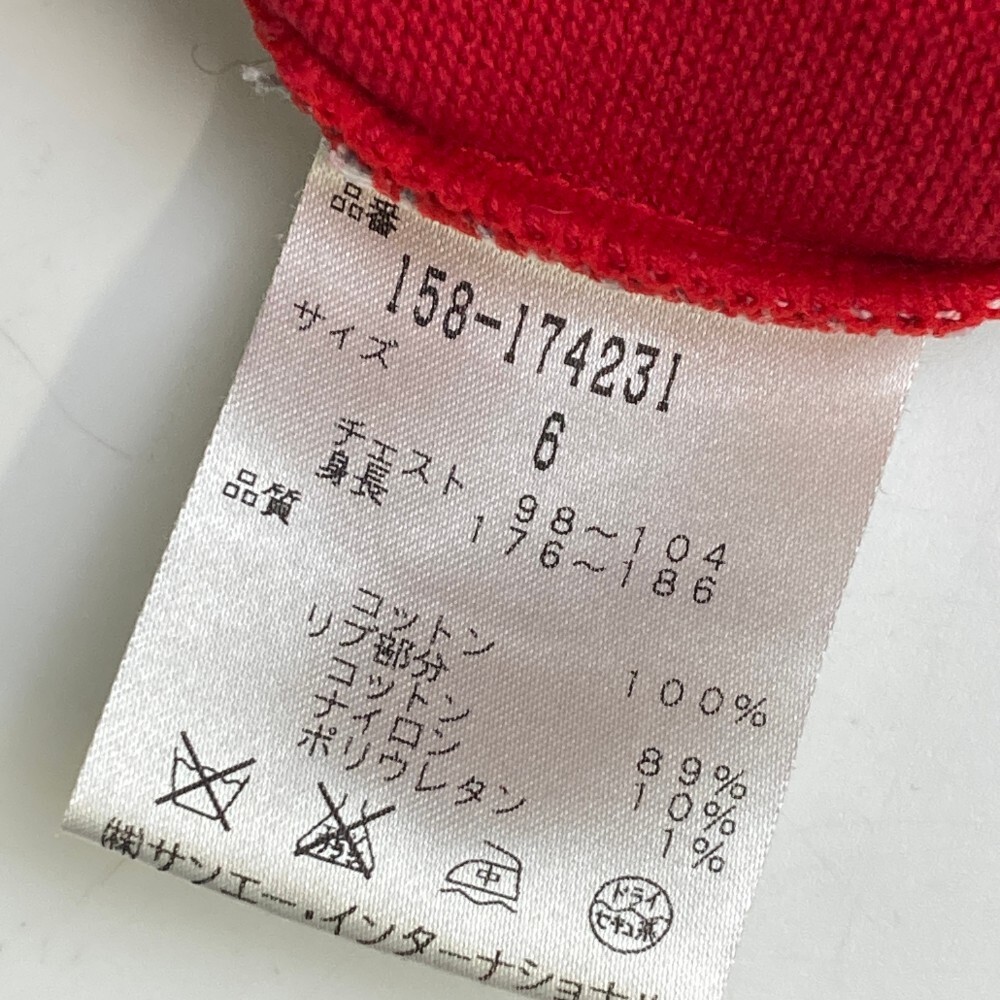 品番
158-174231
サイズ
6
チェスト 98～104
身長 176～186
品質
コットン 100%
リブ部分
コットン 89%
ナイロン 10%
ポリウレタン 1%
中
ドライ
セキユ系
㈱サンエー・インターナショナル